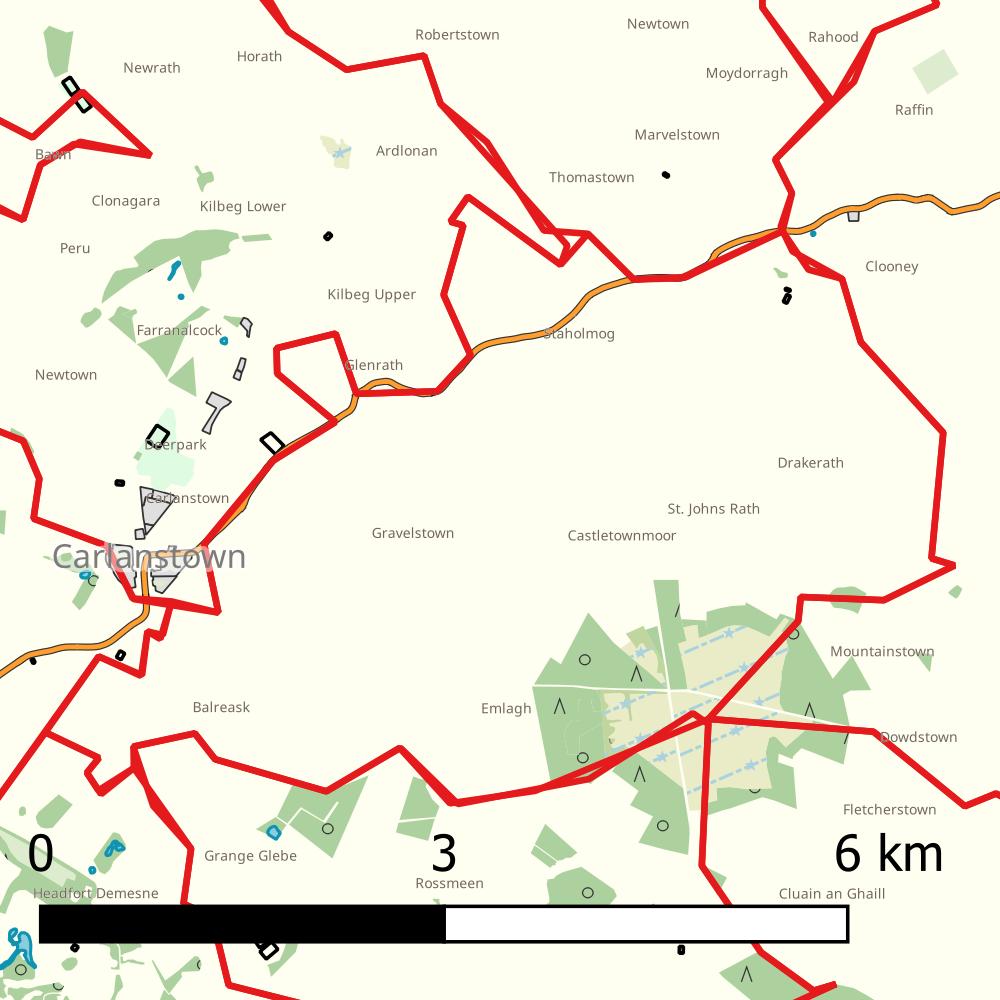 Newtown
Robertstown
Rahood
Horath
Newrath
Moydorragh
Raffin
Marvelstown
Bawn
Ardlonan
Thomastown
Clonagara
Kilbeg Lower
Peru
Clooney
Kilbeg Upper
Farranalcock
Staholmog
Glenrath
Newtown
Deerpark
Drakerath
Carlanstown
St. Johns Rath
Gravelstown
Castletownmoor
Carlanstown
Mountainstown
Balreask
Emlagh
Dowdstown
Fletcherstown
0 3 6 km
Grange Glebe
Rossmeen
Headfort Demesne
Cluain an Ghaill